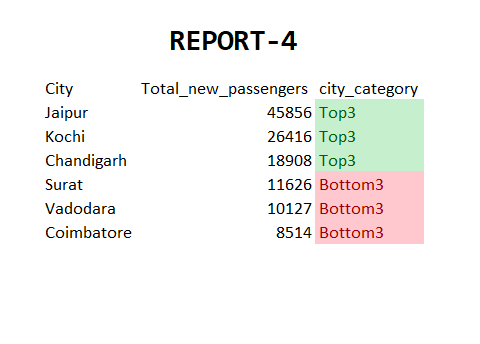 REPORT-4
City Total_new_passengers city_category
Jaipur 45856 Top3
Kochi 26416 Top3
Chandigarh 18908 Top3
Surat 11626 Bottom3
Vadodara 10127 Bottom3
Coimbatore 8514 Bottom3